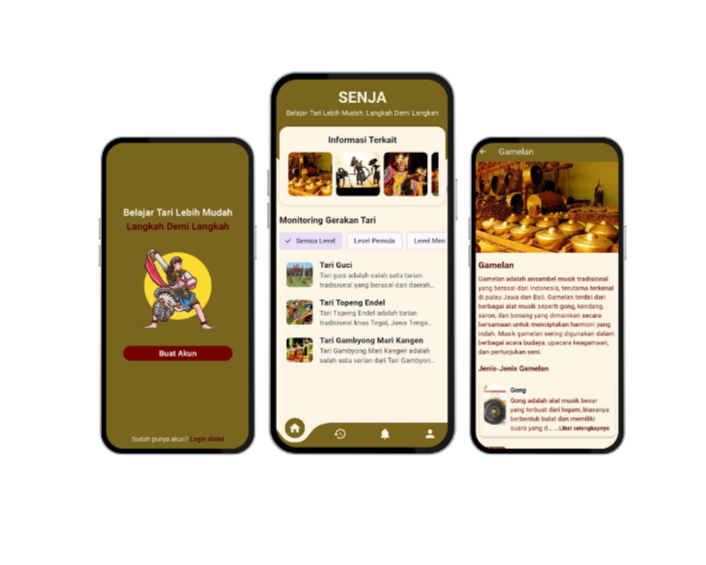 Belajar Tari Lebih Mudah
Langkah Demi Langkah
Buat Akun
Sudah punya akun? Login disini
SENJA
Belajar Tari Lebih Mudah, Langkah Demi Langkah
Informasi Terkait
Monitoring Gerakan Tari
Semua Level
Level Pemula
Level Men
Tari Guci
Tari guci adalah salah satu tarian
tradisional yang berasal dari daerah...
Tari Topeng Endel
Tari Topeng Endel adalah tarian
tradisional khas Tegal, Jawa Tenga...
Tari Gambyong Mari Kangen
Tari Gambyong Mari Kangen adalah
salah satu varian dari Tari Gambyon...
Gamelan
Gamelan
Gamelan adalah ansambel musik tradisional
yang berasal dari Indonesia, terutama terkenal
di pulau Jawa dan Bali. Gamelan terdiri dari
berbagai alat musik seperti gong, kendang,
saron, dan bonang yang dimainkan secara
bersamaan untuk menciptakan harmoni yang
indah. Musik gamelan sering digunakan dalam
berbagai acara budaya, upacara keagamaan,
dan pertunjukan seni.
Jenis-Jenis Gamelan
Gong
Gong adalah alat musik besar
yang terbuat dari logam, biasanya
berbentuk bulat dan memiliki
suara yang d... ...Lihat selengkapnya